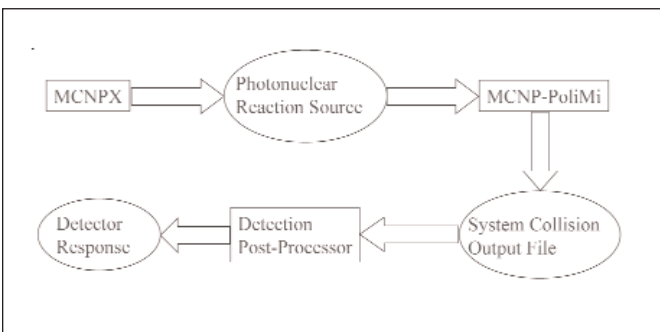 MCNPX
Photonuclear
Reaction Source
MCNP-PoliMi
System Collision
Output File
Detection
Post-Processor
Detector
Response